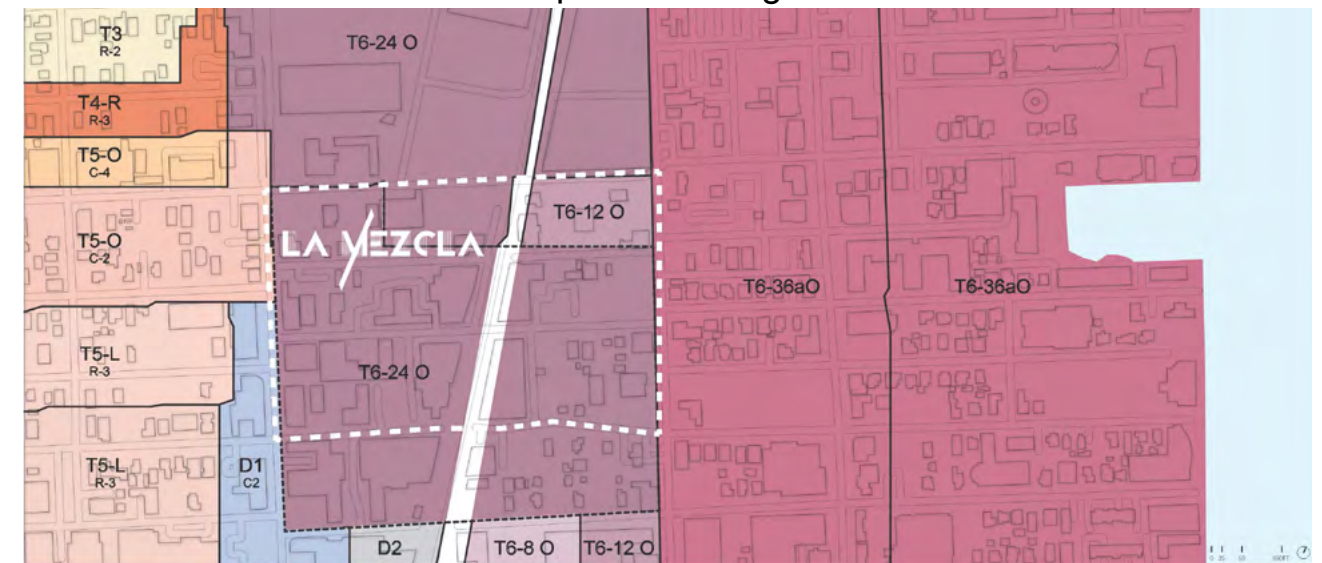 T3
R-2
T6-24 O
T4-R
R-3
T5-O
C-4
T6-12 O
T5-O
C-2
LA MEZCLA
T6-36aO
T6-36aO
T5-L
R-3
T6-24 O
T5-L
R-3
D1
C2
D2
T6-8 O
T6-12 O